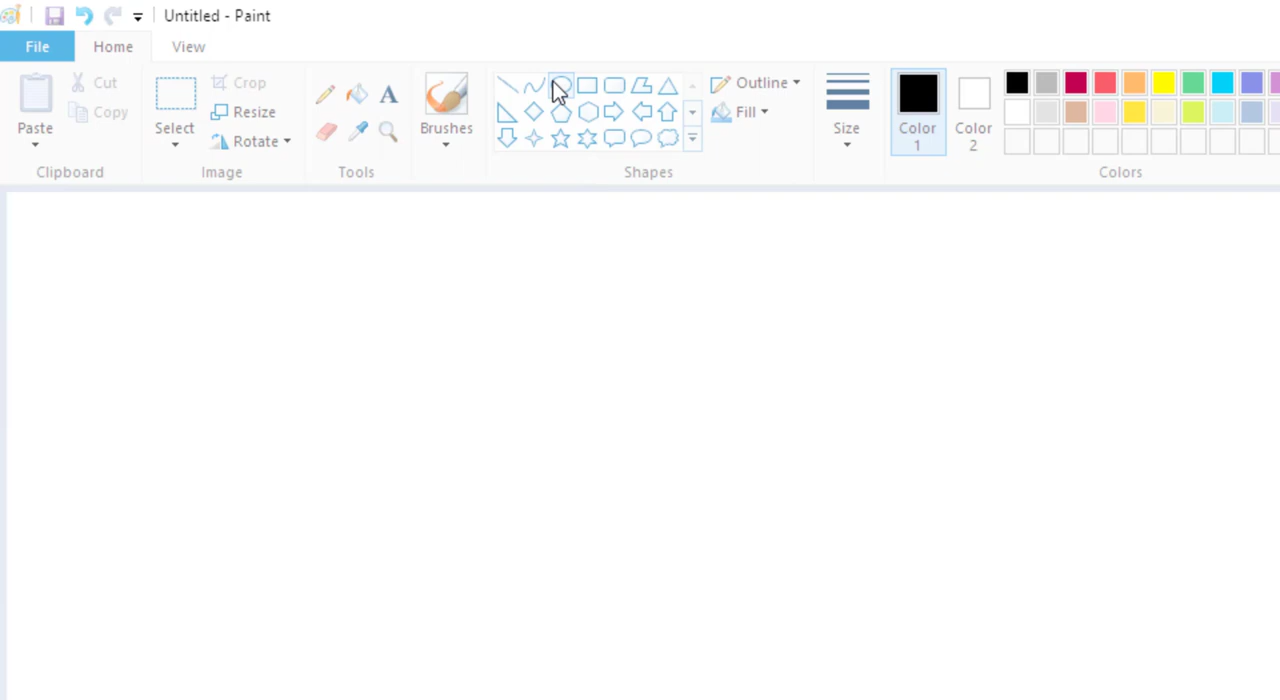 Untitled - Paint
File Home View
Cut
Copy
Paste
Clipboard
Crop
Resize
Rotate
Select
Image
A
Tools
Brushes
Outline
Fill
Shapes
Size
Color 1
Color 2
Colors